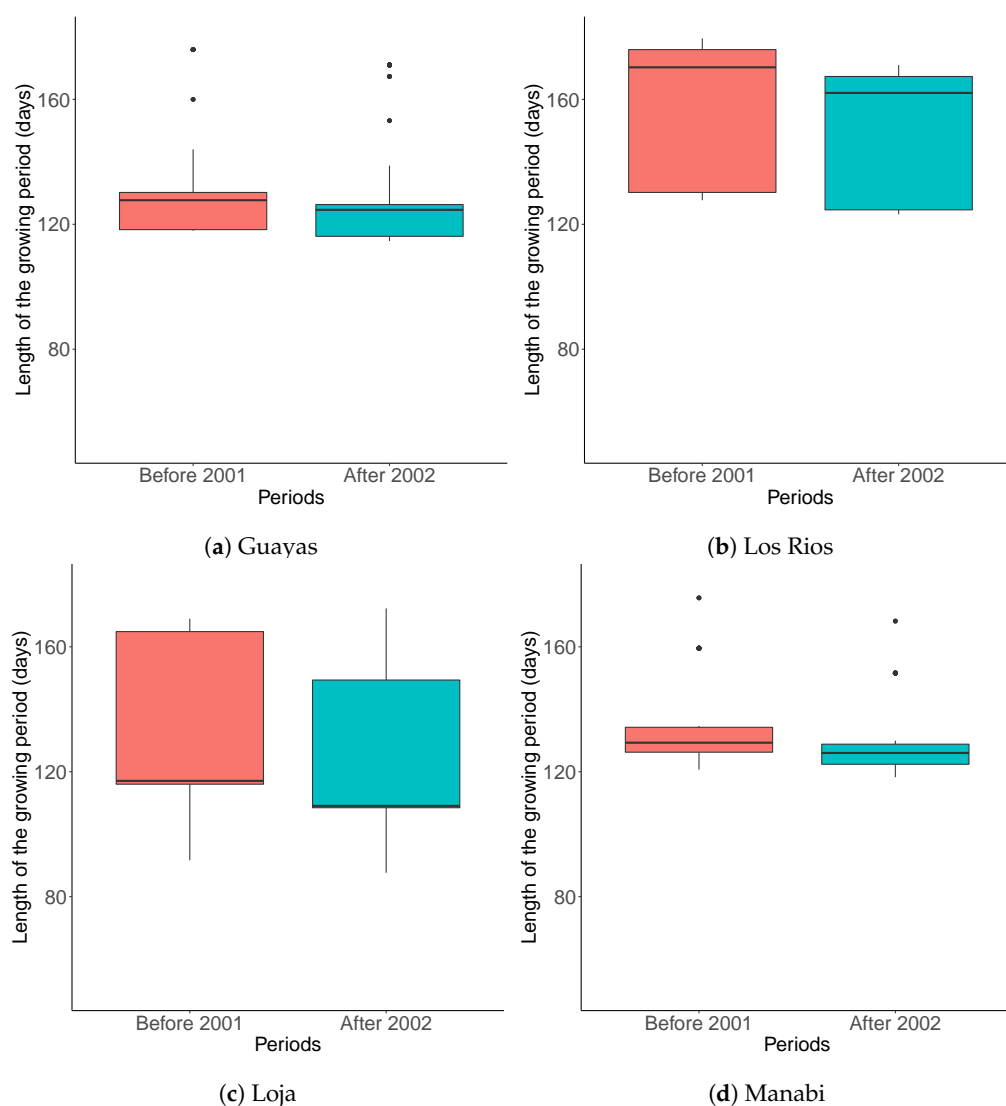 Length of the growing period (days)
160
120
80
Before 2001 After 2002
Periods
(a) Guayas
Length of the growing period (days)
160
120
80
Before 2001 After 2002
Periods
(b) Los Rios
Length of the growing period (days)
160
120
80
Before 2001 After 2002
Periods
(c) Loja
Length of the growing period (days)
160
120
80
Before 2001 After 2002
Periods
(d) Manabi